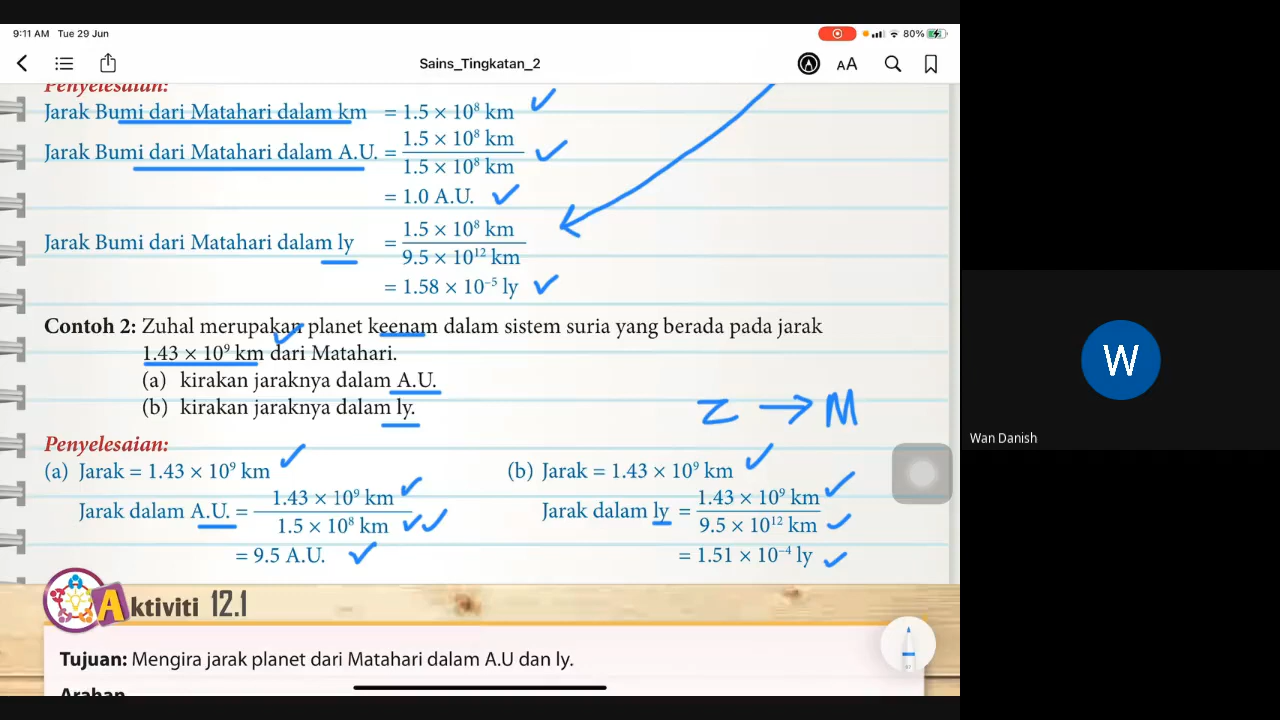 9:11 AM Tue 29 Jun
80%
Sains_Tingkatan_2
AA
Penyelesaian:
Jarak Bumi dari Matahari dalam km = 1.5 × 10⁸ km
Jarak Bumi dari Matahari dalam A.U. = 1.5 × 10⁸ km
1.5 × 10⁸ km
= 1.0 A.U.
Jarak Bumi dari Matahari dalam ly = 1.5 × 10⁸ km
9.5 × 10¹² km
= 1.58 × 10⁻⁵ ly
Contoh 2: Zuhal merupakan planet keenam dalam sistem suria yang berada pada jarak
1.43 × 10⁹ km dari Matahari.
(a) kirakan jaraknya dalam A.U.
(b) kirakan jaraknya dalam ly.
Z → M
Penyelesaian:
(a) Jarak = 1.43 × 10⁹ km
Jarak dalam A.U. = 1.43 × 10⁹ km
1.5 × 10⁸ km
= 9.5 A.U.
(b) Jarak = 1.43 × 10⁹ km
Jarak dalam ly = 1.43 × 10⁹ km
9.5 × 10¹² km
= 1.51 × 10⁻⁴ ly
Aktiviti 12.1
Tujuan: Mengira jarak planet dari Matahari dalam A.U dan ly.
Arahan
W
Wan Danish